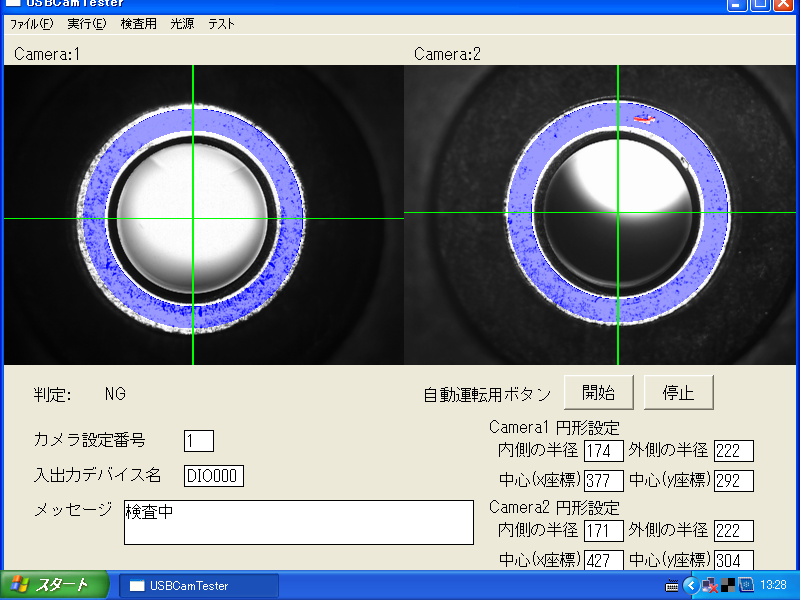 USBCamTester
ファイル(F) 実行(E) 検査用 光源 テスト
Camera:1 Camera:2
判定: NG 自動運転用ボタン 開始 停止
Camera1 円形設定
カメラ設定番号 1 内側の半径 174 外側の半径 222
入出力デバイス名 DIO000 中心(x座標) 377 中心(y座標) 292
メッセージ 検査中 Camera2 円形設定
内側の半径 171 外側の半径 222
中心(x座標) 427 中心(y座標) 304
スタート USBCamTester 13:28